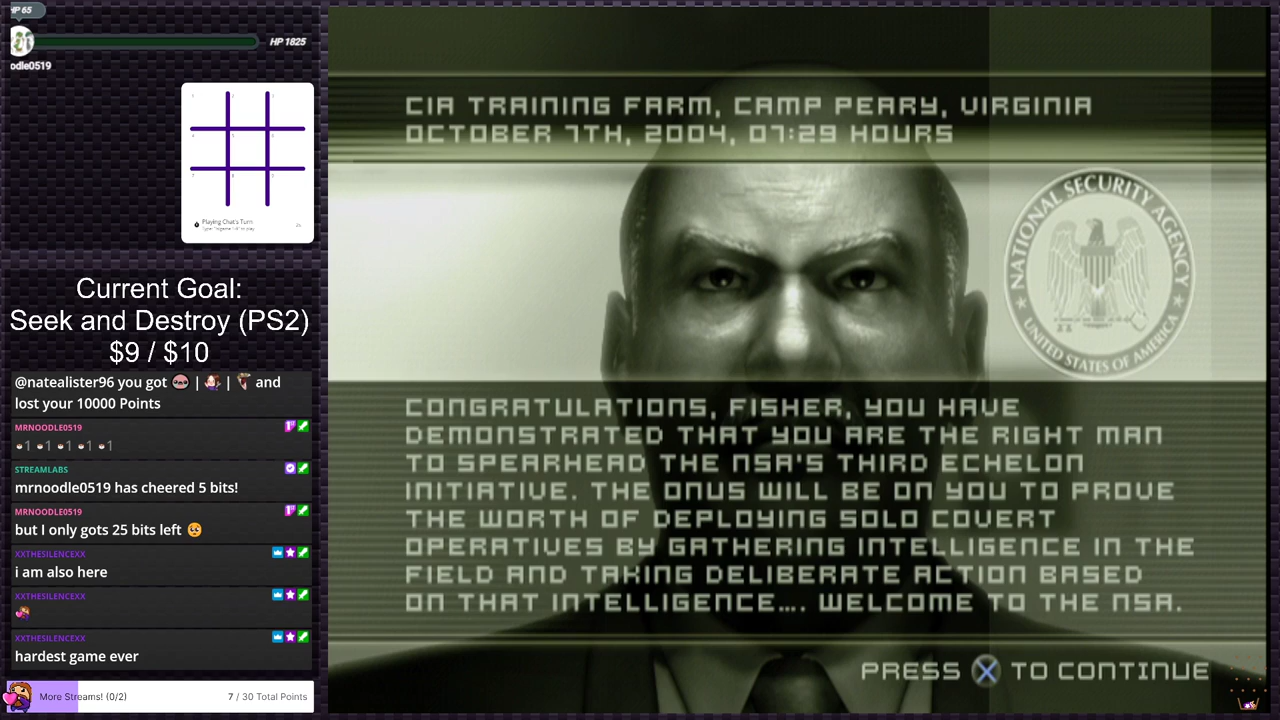 HP 65
HP 1825
odle0519
Playing Chat's Turn
Current Goal:
Seek and Destroy (PS2)
$9 / $10
@natealister96 you got | | and
lost your 10000 Points
MRNOODLE0519
1 1 1 1 1
STREAMLABS
mrnoodle0519 has cheered 5 bits!
MRNOODLE0519
but I only gots 25 bits left
XXTHESILENCEXX
i am also here
XXTHESILENCEXX
XXTHESILENCEXX
hardest game ever
More Streams! (0/2)
7 / 30 Total Points
CIA TRAINING FARM, CAMP PEARY, VIRGINIA
OCTOBER 7TH, 2004, 07:29 HOURS
NATIONAL SECURITY AGENCY
UNITED STATES OF AMERICA
CONGRATULATIONS, FISHER, YOU HAVE
DEMONSTRATED THAT YOU ARE THE RIGHT MAN
TO SPEARHEAD THE NSA'S THIRD ECHELON
INITIATIVE. THE ONUS WILL BE ON YOU TO PROVE
THE WORTH OF DEPLOYING SOLO COVERT
OPERATIVES BY GATHERING INTELLIGENCE IN THE
FIELD AND TAKING DELIBERATE ACTION BASED
ON THAT INTELLIGENCE.... WELCOME TO THE NSA.
PRESS X TO CONTINUE